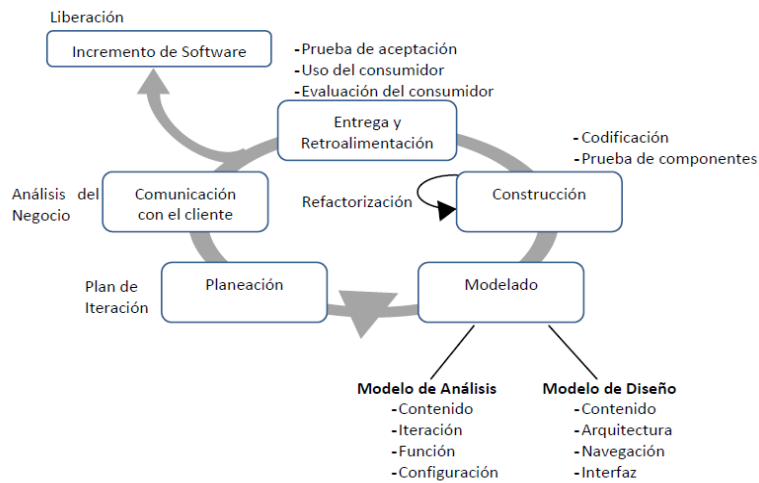 Liberación
Incremento de Software
-Prueba de aceptación
-Uso del consumidor
-Evaluación del consumidor
Entrega y
Retroalimentación
-Codificación
-Prueba de componentes
Análisis del
Negocio
Comunicación
con el cliente
Refactorización
Construcción
Plan de
Iteración
Planeación
Modelado
Modelo de Análisis
-Contenido
-Iteración
-Función
-Configuración
Modelo de Diseño
-Contenido
-Arquitectura
-Navegación
-Interfaz